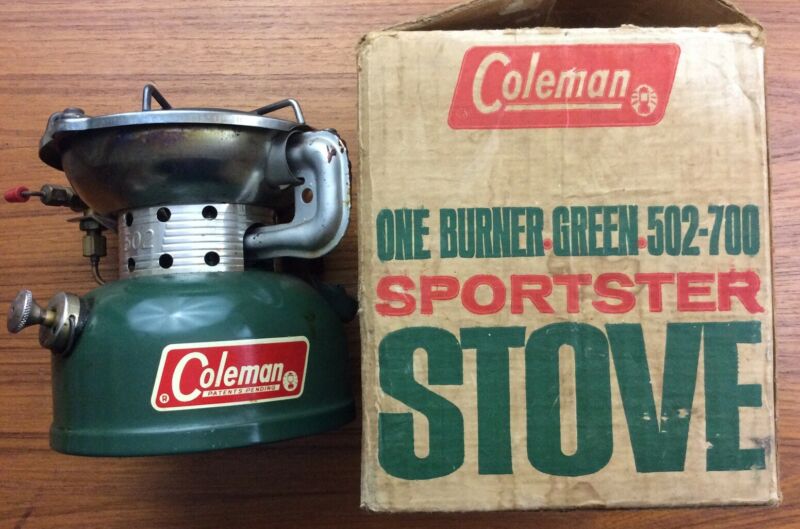 502
Coleman
®
PATENTS PENDING
Coleman
ONE BURNER·GREEN·502-700
SPORTSTER
STOVE